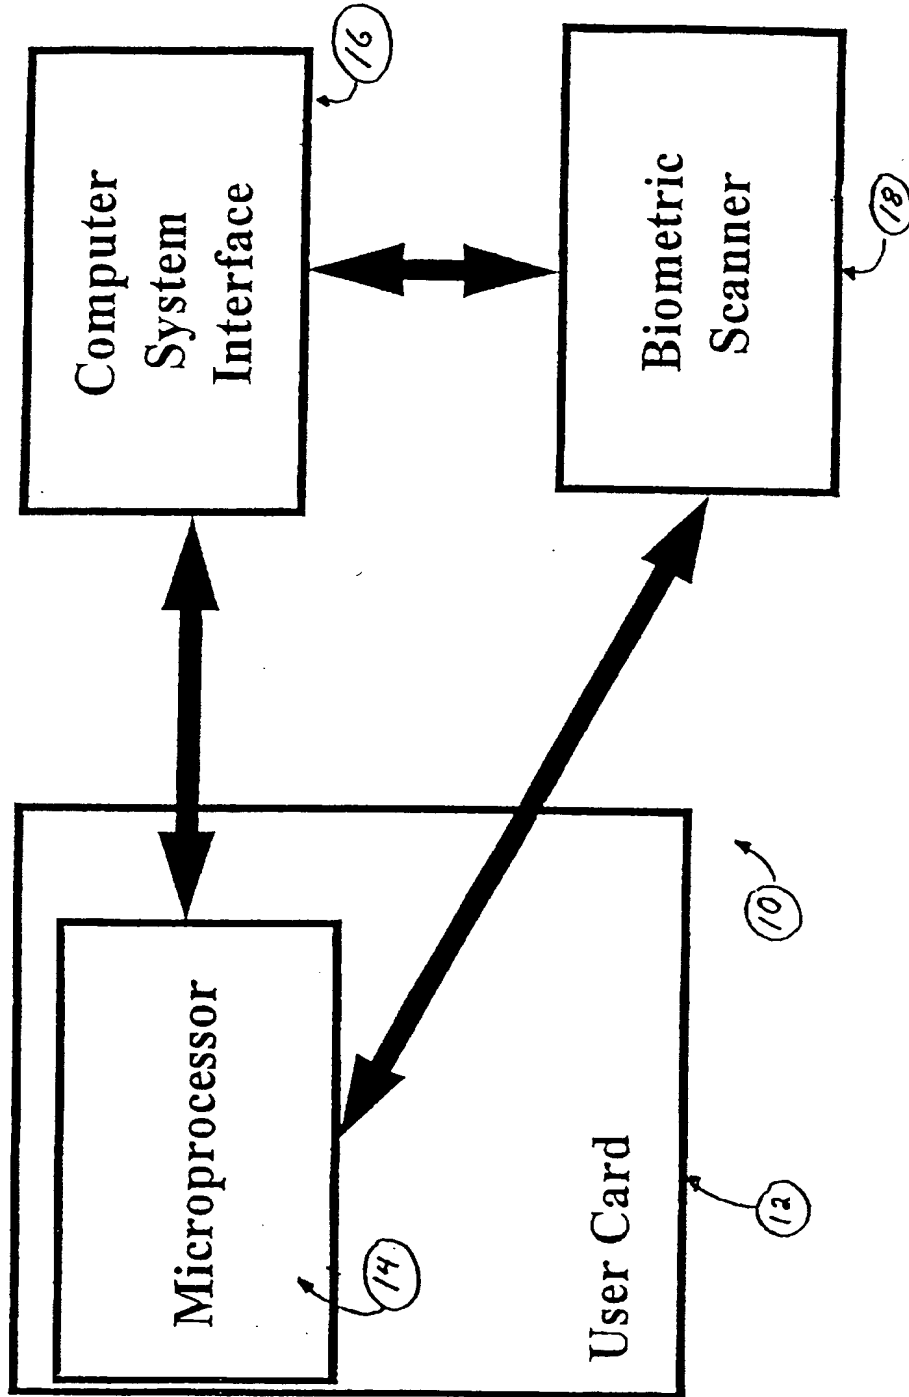 Microprocessor
14
User Card
12
10
Computer
System
Interface
16
Biometric
Scanner
18